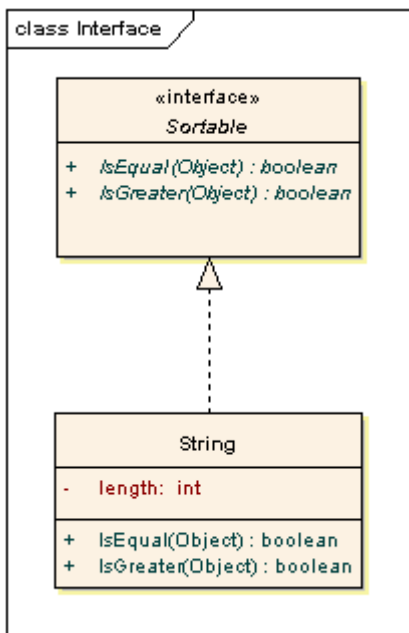 class Interface
«interface»
Sortable
+ IsEqual(Object) : boolean
+ IsGreater(Object) : boolean
String
- length: int
+ IsEqual(Object) : boolean
+ IsGreater(Object) : boolean